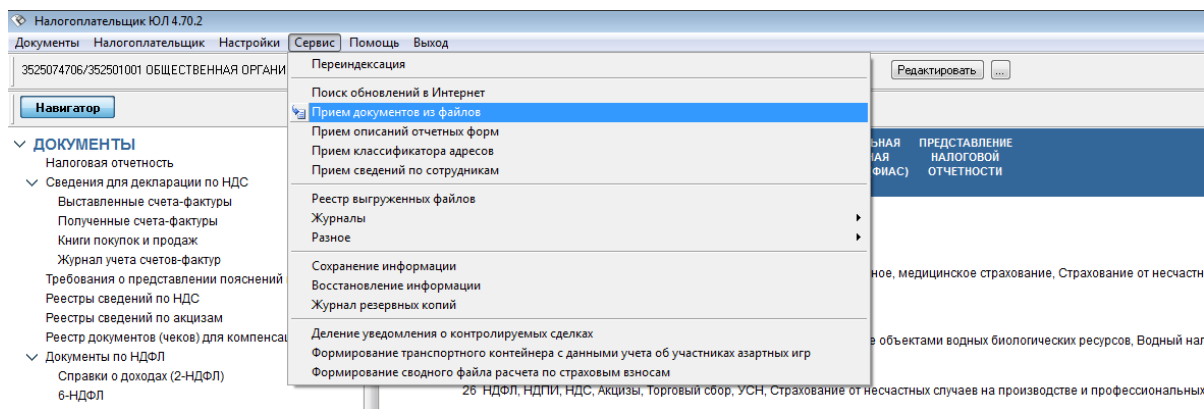 Налогоплательщик ЮЛ 4.70.2
Документы Налогоплательщик Настройки Сервис Помощь Выход
3525074706/352501001 ОБЩЕСТВЕННАЯ ОРГАНИ
Редактировать ...
Навигатор
Переиндексация
Поиск обновлений в Интернет
Прием документов из файлов
Прием описаний отчетных форм
Прием классификатора адресов
Прием сведений по сотрудникам
Реестр выгруженных файлов
Журналы
Разное
Сохранение информации
Восстановление информации
Журнал резервных копий
Деление уведомления о контролируемых сделках
Формирование транспортного контейнера с данными учета об участниках азартных игр
Формирование сводного файла расчета по страховым взносам
ДОКУМЕНТЫ
Налоговая отчетность
Сведения для декларации по НДС
Выставленные счета-фактуры
Полученные счета-фактуры
Книги покупок и продаж
Журнал учета счетов-фактур
Требования о представлении пояснений
Реестры сведений по НДС
Реестры сведений по акцизам
Реестр документов (чеков) для компенсац
Документы по НДФЛ
Справки о доходах (2-НДФЛ)
6-НДФЛ
ЬНАЯ ПРЕДСТАВЛЕНИЕ
НАЯ НАЛОГОВОЙ
ФИАС) ОТЧЕТНОСТИ
ное, медицинское страхование, Страхование от несчастн
е объектами водных биологических ресурсов, Водный нал
26 НДФЛ, НДПИ, НДС, Акцизы, Торговый сбор, УСН, Страхование от несчастных случаев на производстве и профессиональных